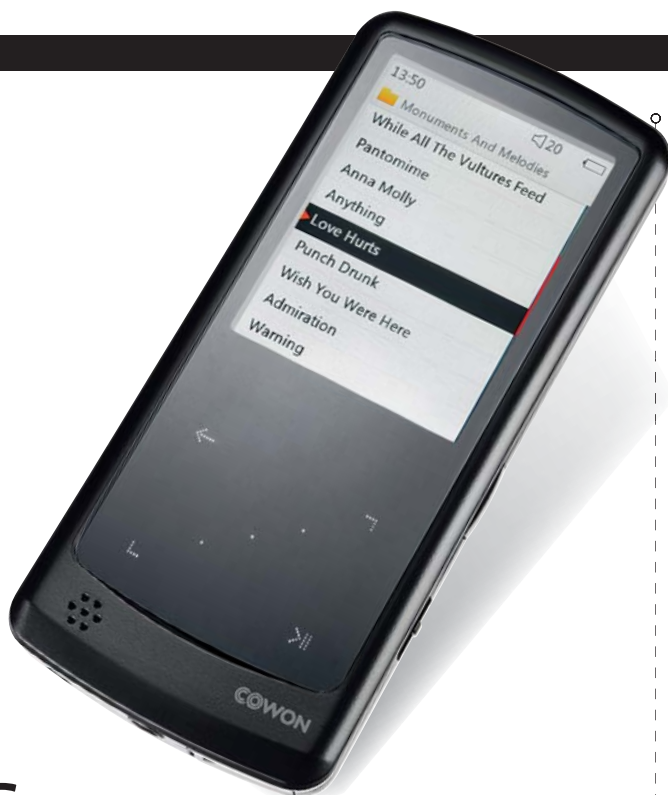 13:50
20
Monuments And Melodies
While All The Vultures Feed
Pantomime
Anna Molly
Anything
Love Hurts
Punch Drunk
Wish You Were Here
Admiration
Warning
COWON